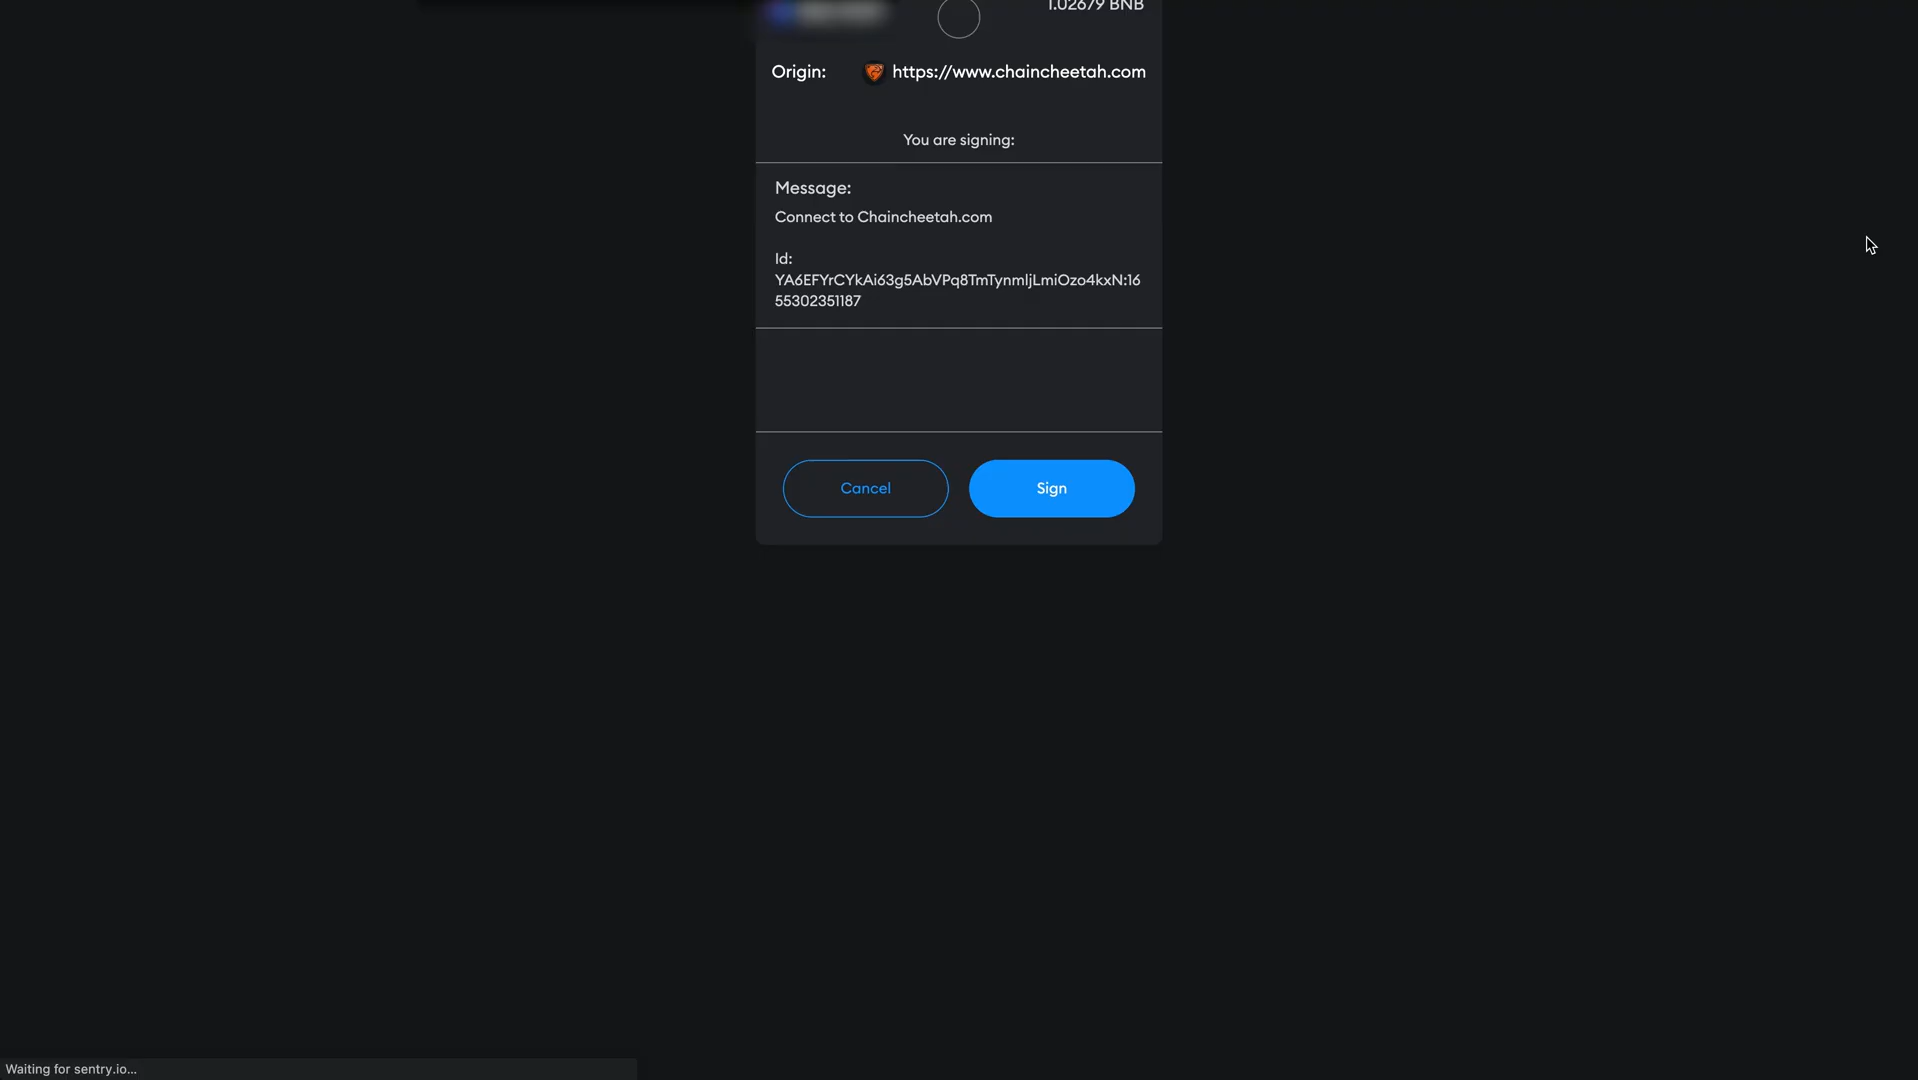 1.02679 BNB
Origin: https://www.chaincheetah.com
You are signing:
Message:
Connect to Chaincheetah.com
Id:
YA6EFYrCYkAi63g5AbVPq8TmTynmljLmiOzo4kxN:16
55302351187
Cancel Sign
Waiting for sentry.io...